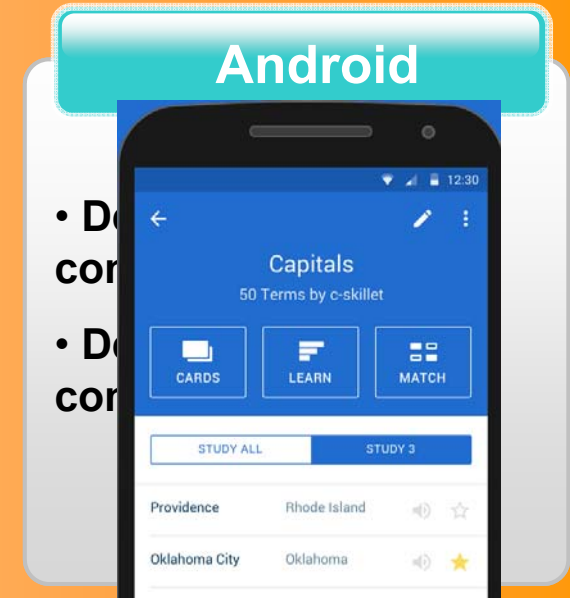 Android
12:30
Capitals
50 Terms by c-skillet
CARDS LEARN MATCH
STUDY ALL STUDY 3
Providence Rhode Island
Oklahoma City Oklahoma